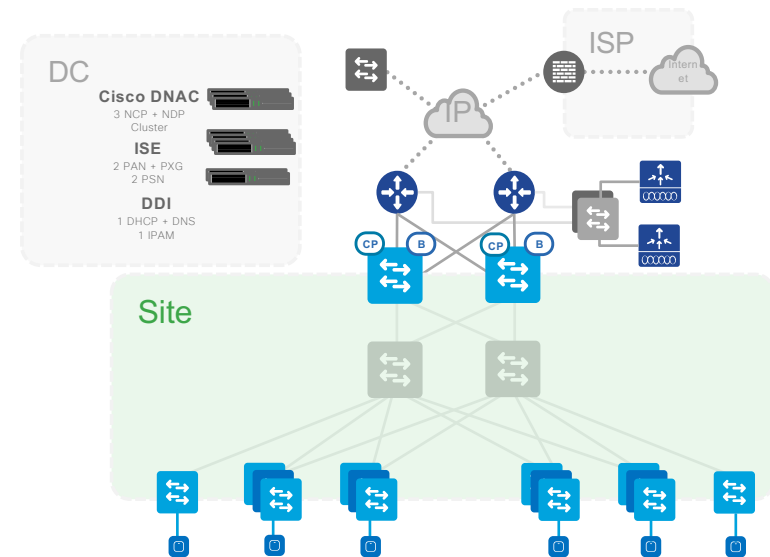 DC
Cisco DNAC
3 NCP + NDP
Cluster
ISE
2 PAN + PXG
2 PSN
DDI
1 DHCP + DNS
1 IPAM
ISP
Intern
et
IP
CP
B
CP
B
Site